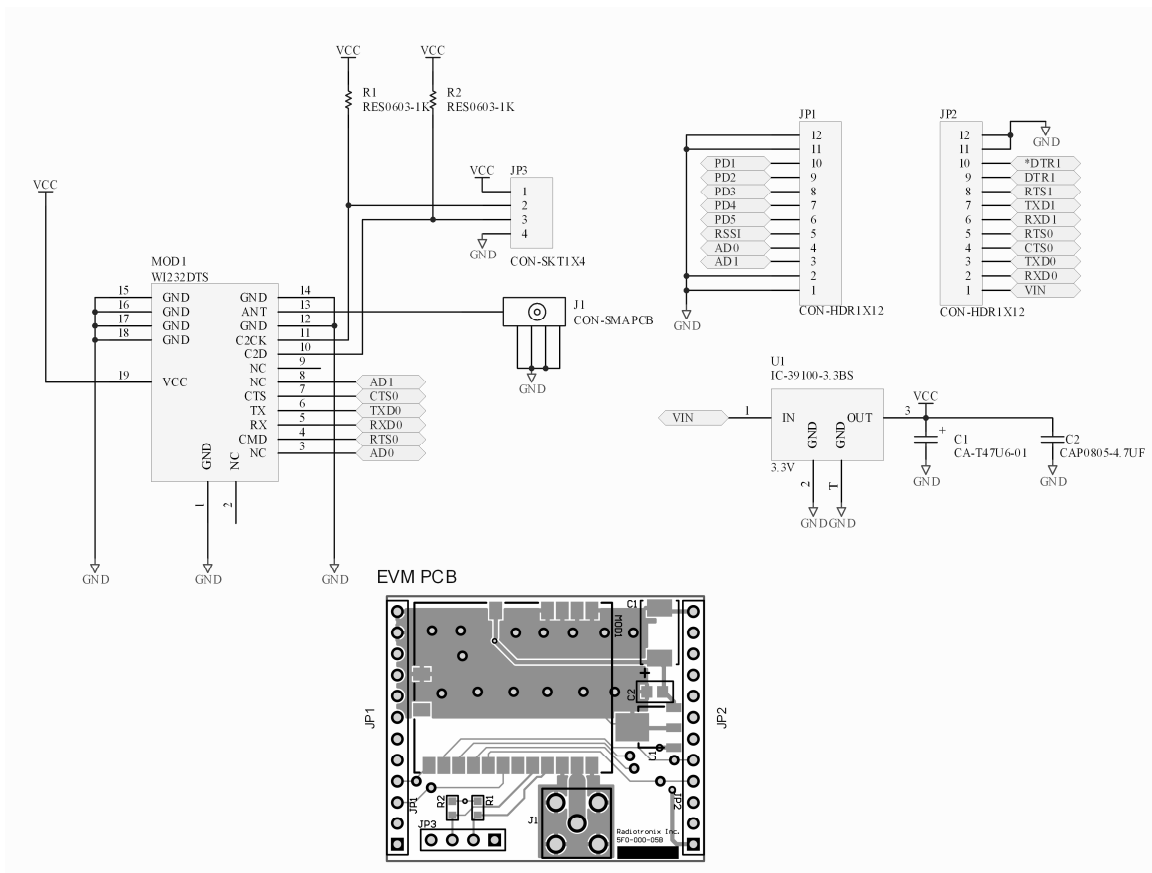 VCC
VCC
R1
RES0603-1K
R2
RES0603-1K
VCC
VCC
JP3
1
2
3
4
GND
CON-SKT1X4
MOD1
WI232DTS
15 GND
16 GND
17 GND
18 GND
19 VCC
GND 14
ANT 13
GND 12
C2CK 11
C2D 10
NC 9
NC 8 AD1
CTS 7 CTS0
TX 6 TXD0
RX 5 RXD0
CMD 4 RTS0
NC 3 AD0
GND 1
NC 2
GND
GND
GND
J1
CON-SMAPCB
GND
JP1
12
11
PD1 10
PD2 9
PD3 8
PD4 7
PD5 6
RSSI 5
AD0 4
AD1 3
2
1
GND
CON-HDR1X12
JP2
12
11
GND
10 *DTR1
9 DTR1
8 RTS1
7 TXD1
6 RXD1
5 RTS0
4 CTS0
3 TXD0
2 RXD0
1 VIN
CON-HDR1X12
U1
IC-39100-3.3BS
VIN 1 IN OUT 3 VCC
GND GND
3.3V
2 T
GND GND
+
C1
CA-T47U6-01
GND
C2
CAP0805-4.7UF
GND
EVM PCB
C1
MOD1
+
C2
JP1
JP2
U1
JP1
R2
R1
JP2
JP3
J1
Radiotronix Inc.
5F0-000-05B